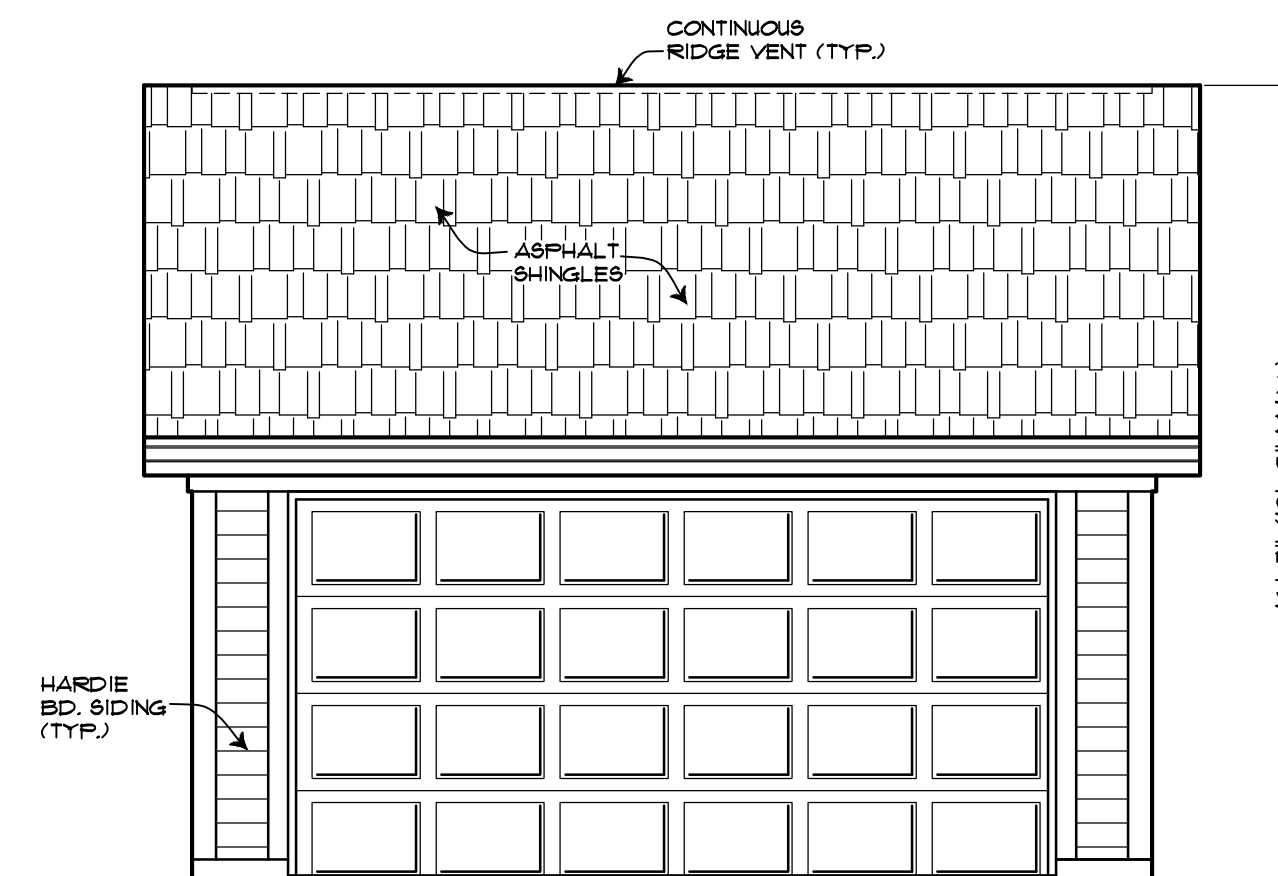 CONTINUOUS
RIDGE VENT (TYP.)
ASPHALT
SHINGLES
HARDIE
BD. SIDING
(TYP.)